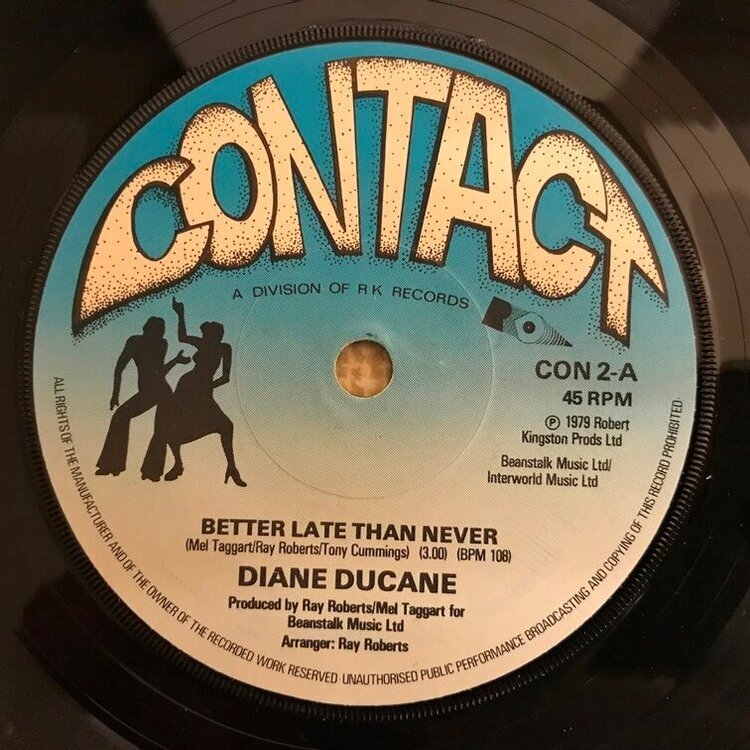 CONTACT
A DIVISION OF R K RECORDS
RK
CON 2-A
45 RPM
℗ 1979 Robert
Kingston Prods Ltd
Beanstalk Music Ltd/
Interworld Music Ltd
BETTER LATE THAN NEVER
(Mel Taggart/Ray Roberts/Tony Cummings) (3.00) (BPM 108)
DIANE DUCANE
Produced by Ray Roberts/Mel Taggart for
Beanstalk Music Ltd
Arranger: Ray Roberts
ALL RIGHTS OF THE MANUFACTURER AND OF THE OWNER OF THE RECORDED WORK RESERVED · UNAUTHORISED PUBLIC PERFORMANCE BROADCASTING AND COPYING OF THIS RECORD PROHIBITED ·